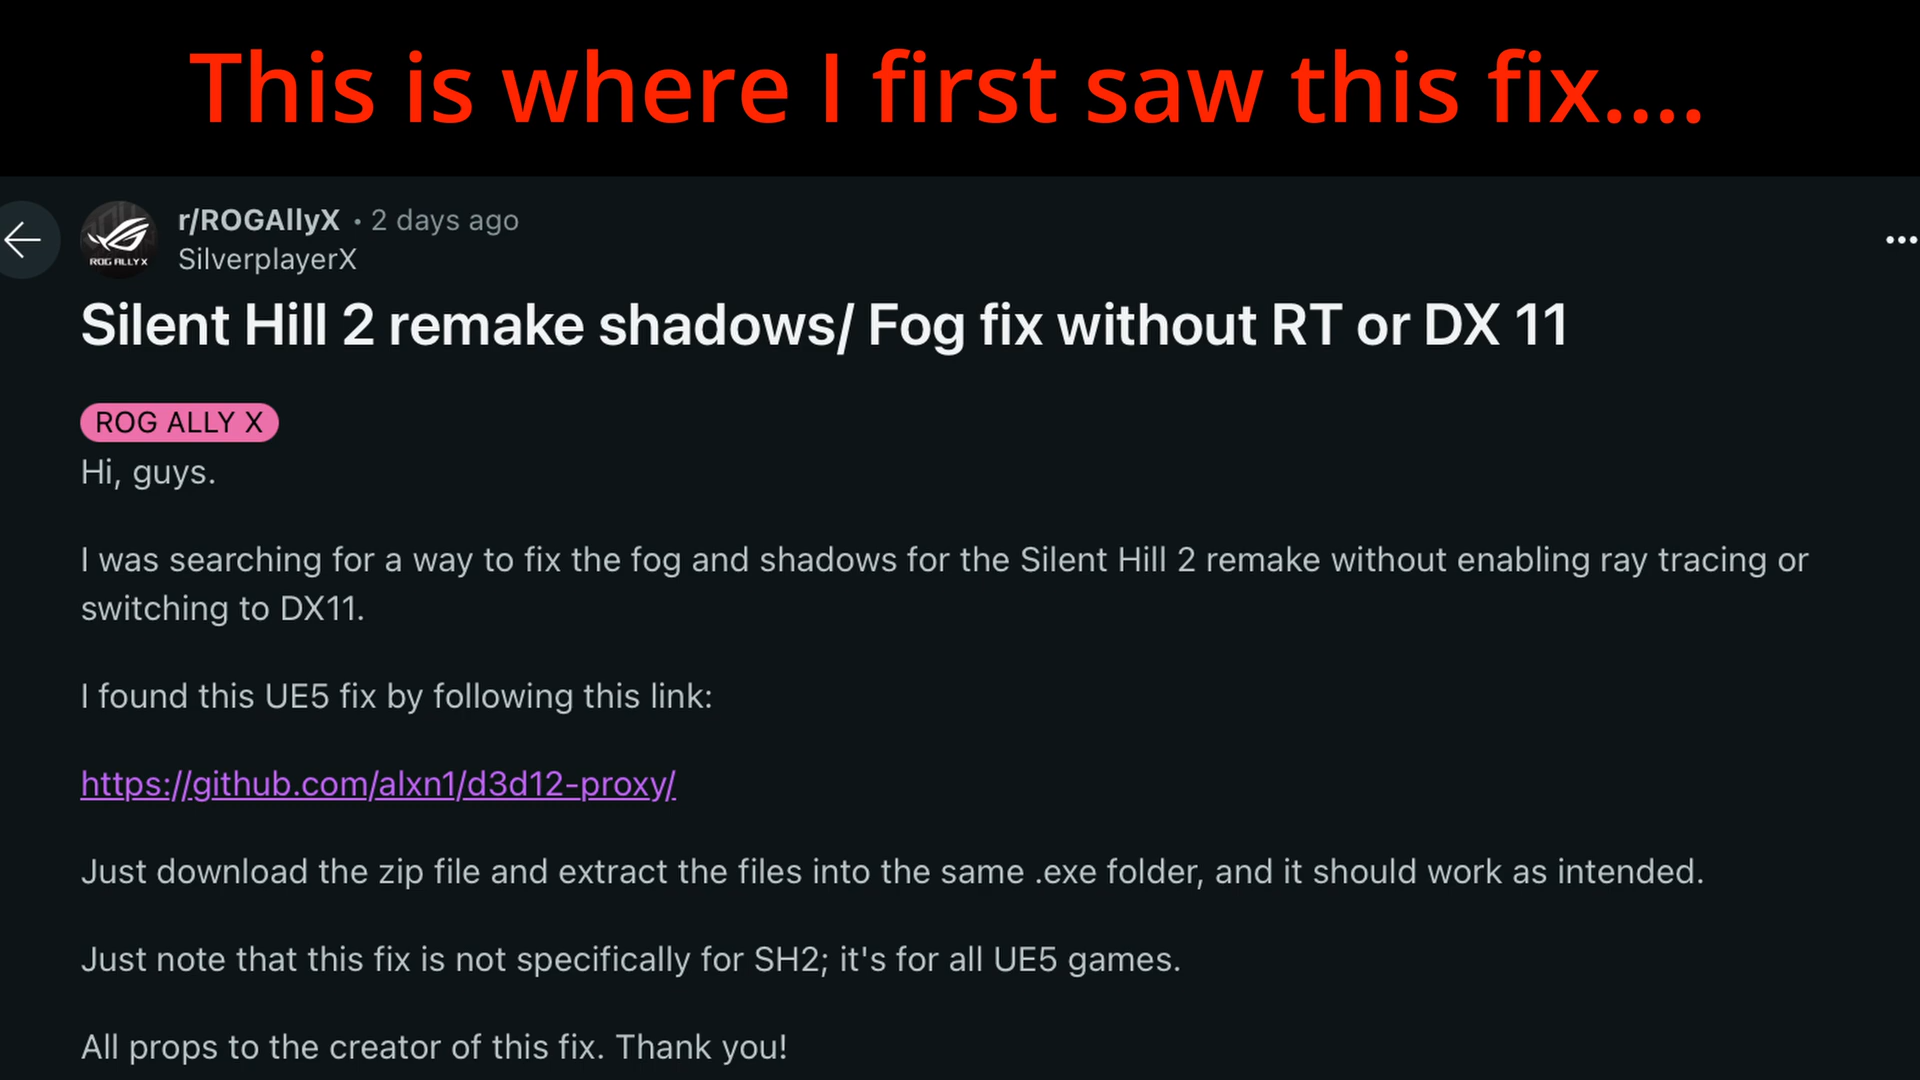 This is where I first saw this fix....
r/ROGAllyX • 2 days ago
SilverplayerX
ROG ALLY X
Silent Hill 2 remake shadows/ Fog fix without RT or DX 11
ROG ALLY X
Hi, guys.
I was searching for a way to fix the fog and shadows for the Silent Hill 2 remake without enabling ray tracing or
switching to DX11.
I found this UE5 fix by following this link:
https://github.com/alxn1/d3d12-proxy/
Just download the zip file and extract the files into the same .exe folder, and it should work as intended.
Just note that this fix is not specifically for SH2; it's for all UE5 games.
All props to the creator of this fix. Thank you!